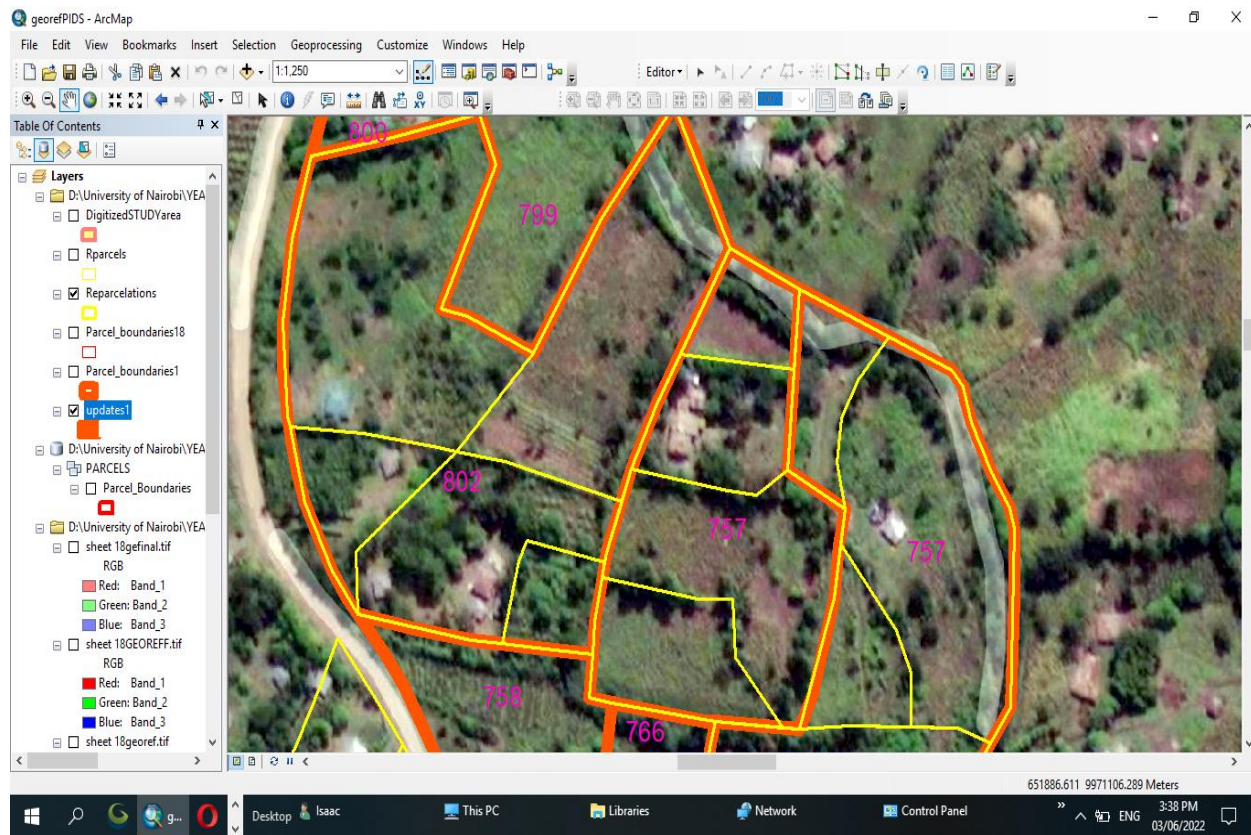 georefPIDS - ArcMap
File Edit View Bookmarks Insert Selection Geoprocessing Customize Windows Help
1:1,250
Editor
Table Of Contents
Layers
D:\University of Nairobi\YEA
DigitizedSTUDYarea
Rparcels
Reparcelations
Parcel_boundaries18
Parcel_boundaries1
updates1
D:\University of Nairobi\YEA
PARCELS
Parcel_Boundaries
D:\University of Nairobi\YEA
sheet 18gefinal.tif
RGB
Red: Band_1
Green: Band_2
Blue: Band_3
sheet 18GEOREFF.tif
RGB
Red: Band_1
Green: Band_2
Blue: Band_3
sheet 18georef.tif
799
802
757
757
758
766
651886.611 9971106.289 Meters
g...
Desktop
Isaac
This PC
Libraries
Network
Control Panel
ENG
3:38 PM
03/06/2022